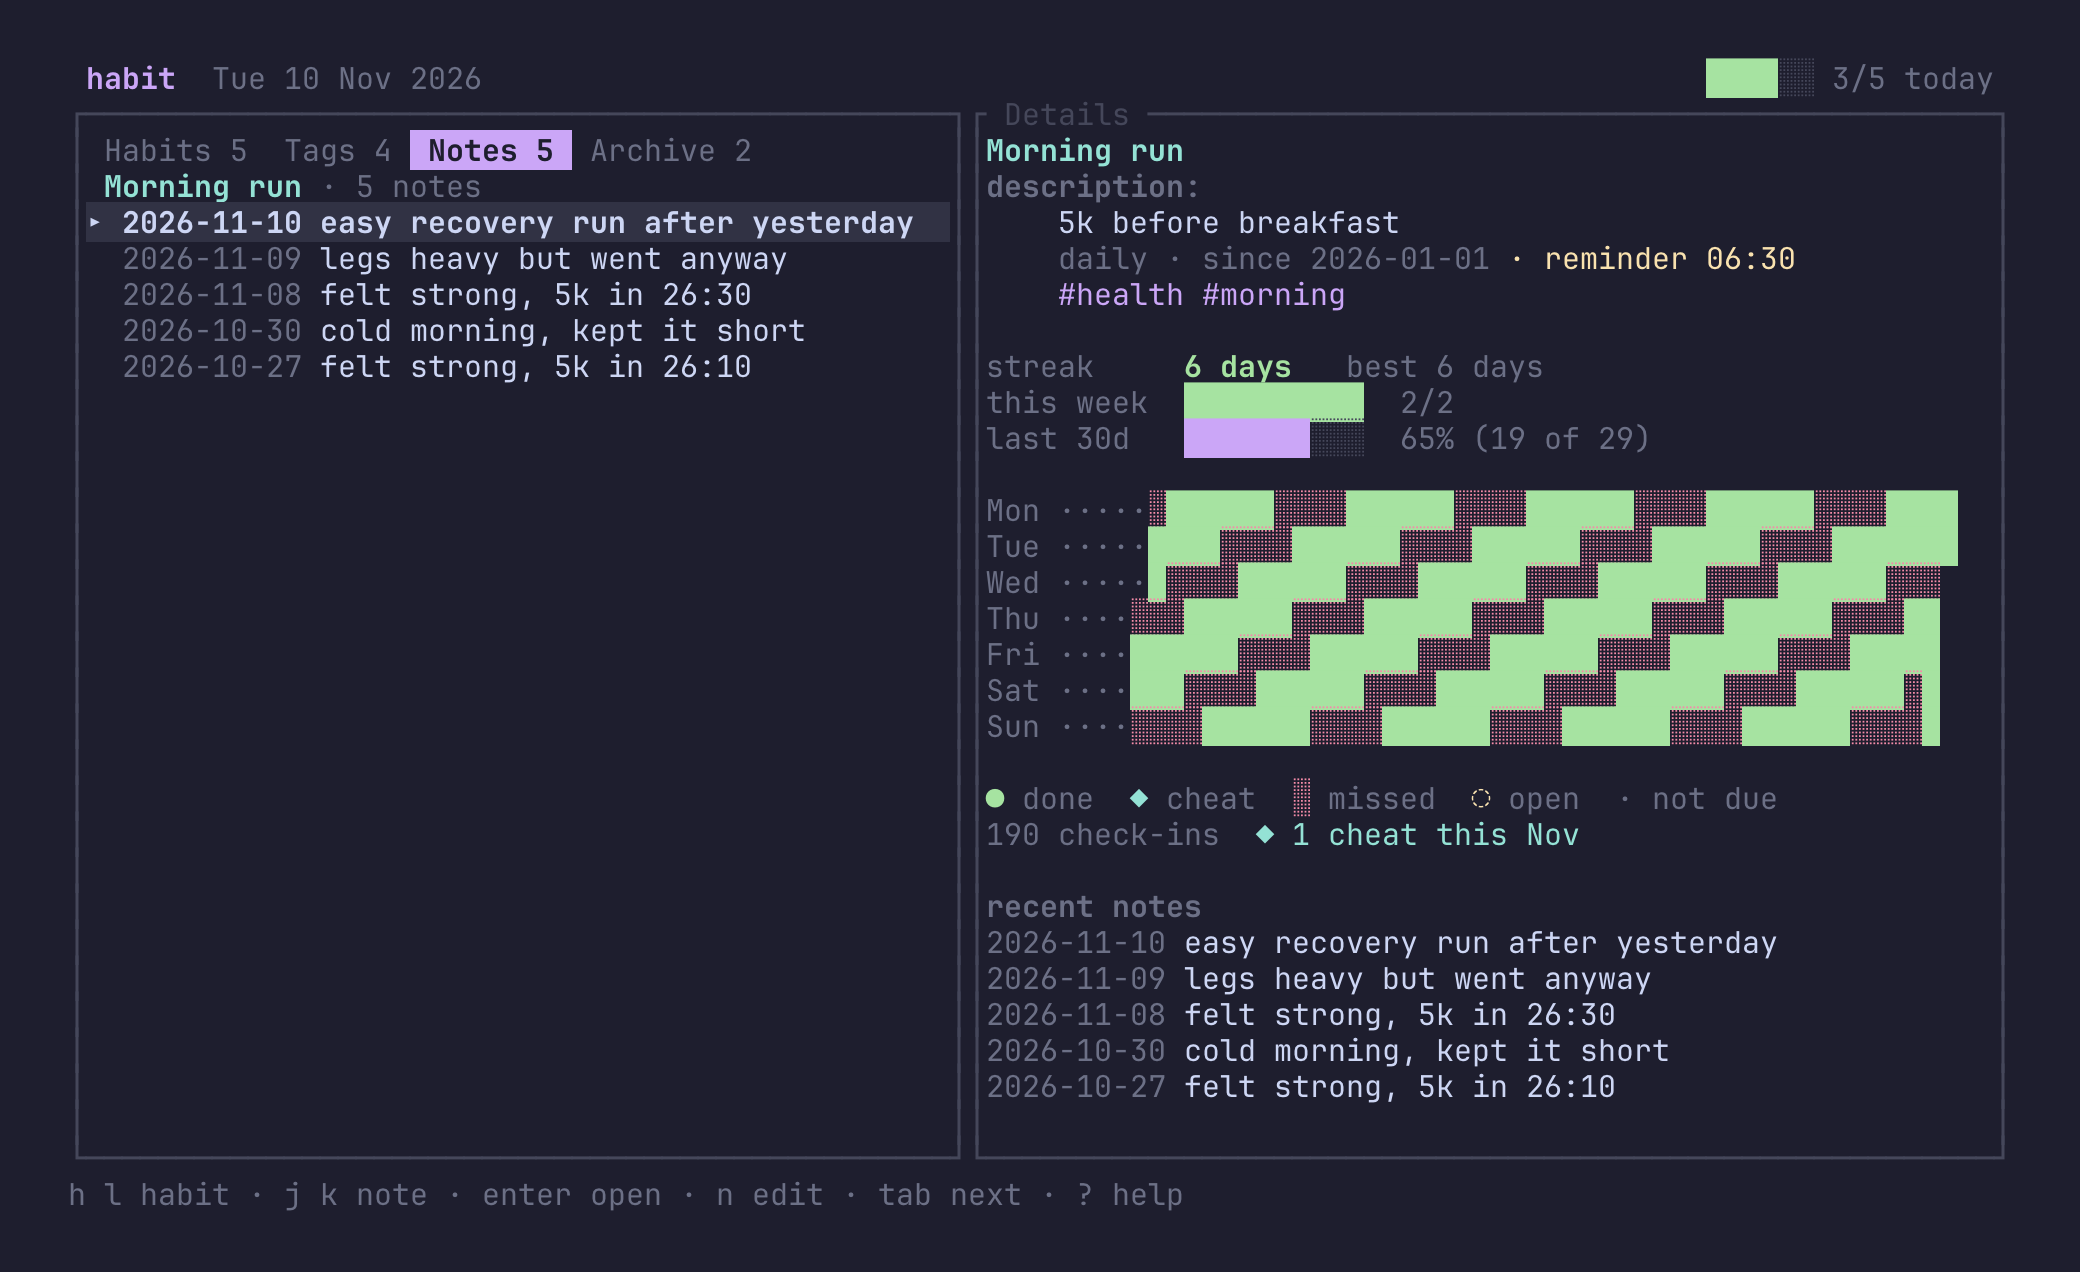 habit  Tue 10 Nov 2026
3/5 today
Habits 5  Tags 4  Notes 5  Archive 2
Morning run · 5 notes
▸ 2026-11-10 easy recovery run after yesterday
2026-11-09 legs heavy but went anyway
2026-11-08 felt strong, 5k in 26:30
2026-10-30 cold morning, kept it short
2026-10-27 felt strong, 5k in 26:10
Details
Morning run
description:
5k before breakfast
daily · since 2026-01-01 · reminder 06:30
#health #morning
streak 6 days best 6 days
this week 2/2
last 30d 65% (19 of 29)
Mon ·····
Tue ·····
Wed ·····
Thu ····
Fri ····
Sat ····
Sun ····
● done ◆ cheat ░ missed ◌ open · not due
190 check-ins ◆ 1 cheat this Nov
recent notes
2026-11-10 easy recovery run after yesterday
2026-11-09 legs heavy but went anyway
2026-11-08 felt strong, 5k in 26:30
2026-10-30 cold morning, kept it short
2026-10-27 felt strong, 5k in 26:10
h l habit · j k note · enter open · n edit · tab next · ? help